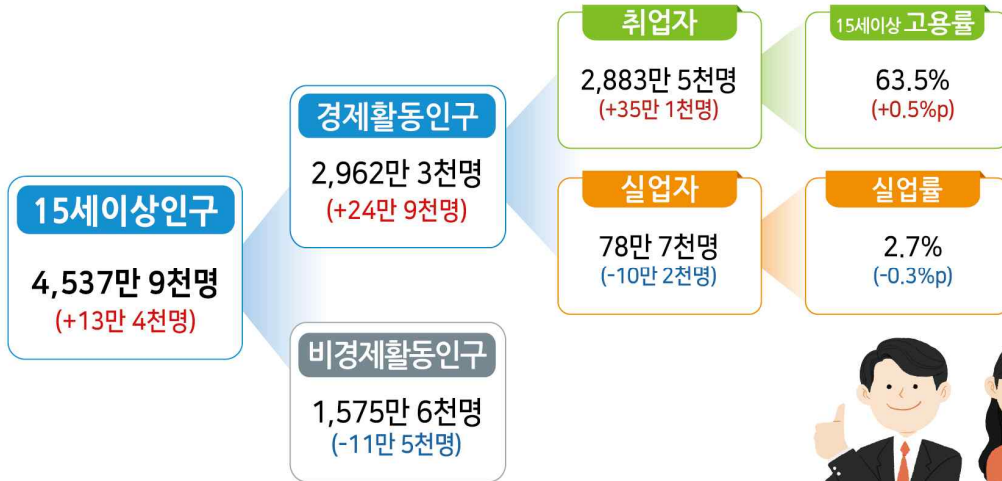 15세이상인구
4,537만 9천명
(+13만 4천명)
경제활동인구
2,962만 3천명
(+24만 9천명)
비경제활동인구
1,575만 6천명
(-11만 5천명)
취업자
2,883만 5천명
(+35만 1천명)
15세이상 고용률
63.5%
(+0.5%p)
실업자
78만 7천명
(-10만 2천명)
실업률
2.7%
(-0.3%p)